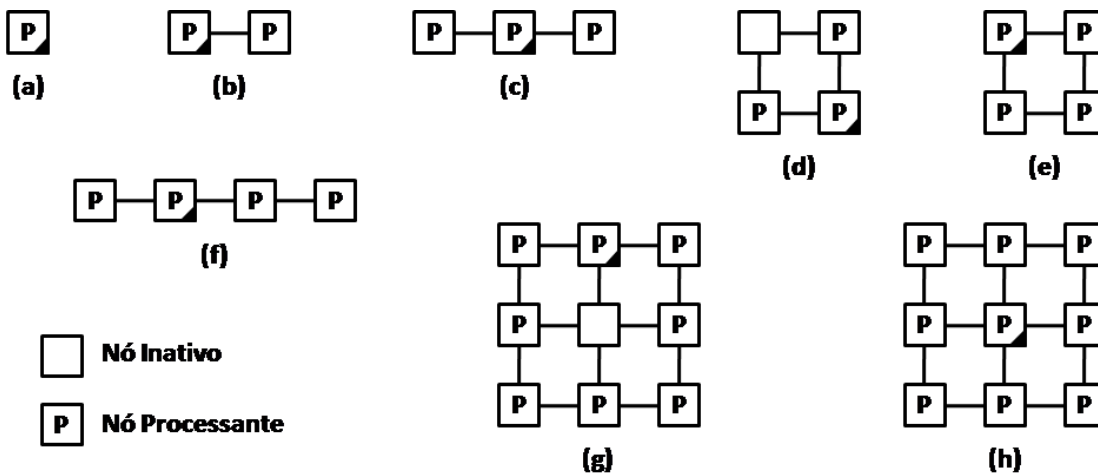 P P P P P P P P P
(a) (b) (c)
P P P P P
(d) (e)
P P P P
(f)
P P P P P P
P P P P P
P P P P P P
(g) (h)
Nó Inativo
P Nó Processante